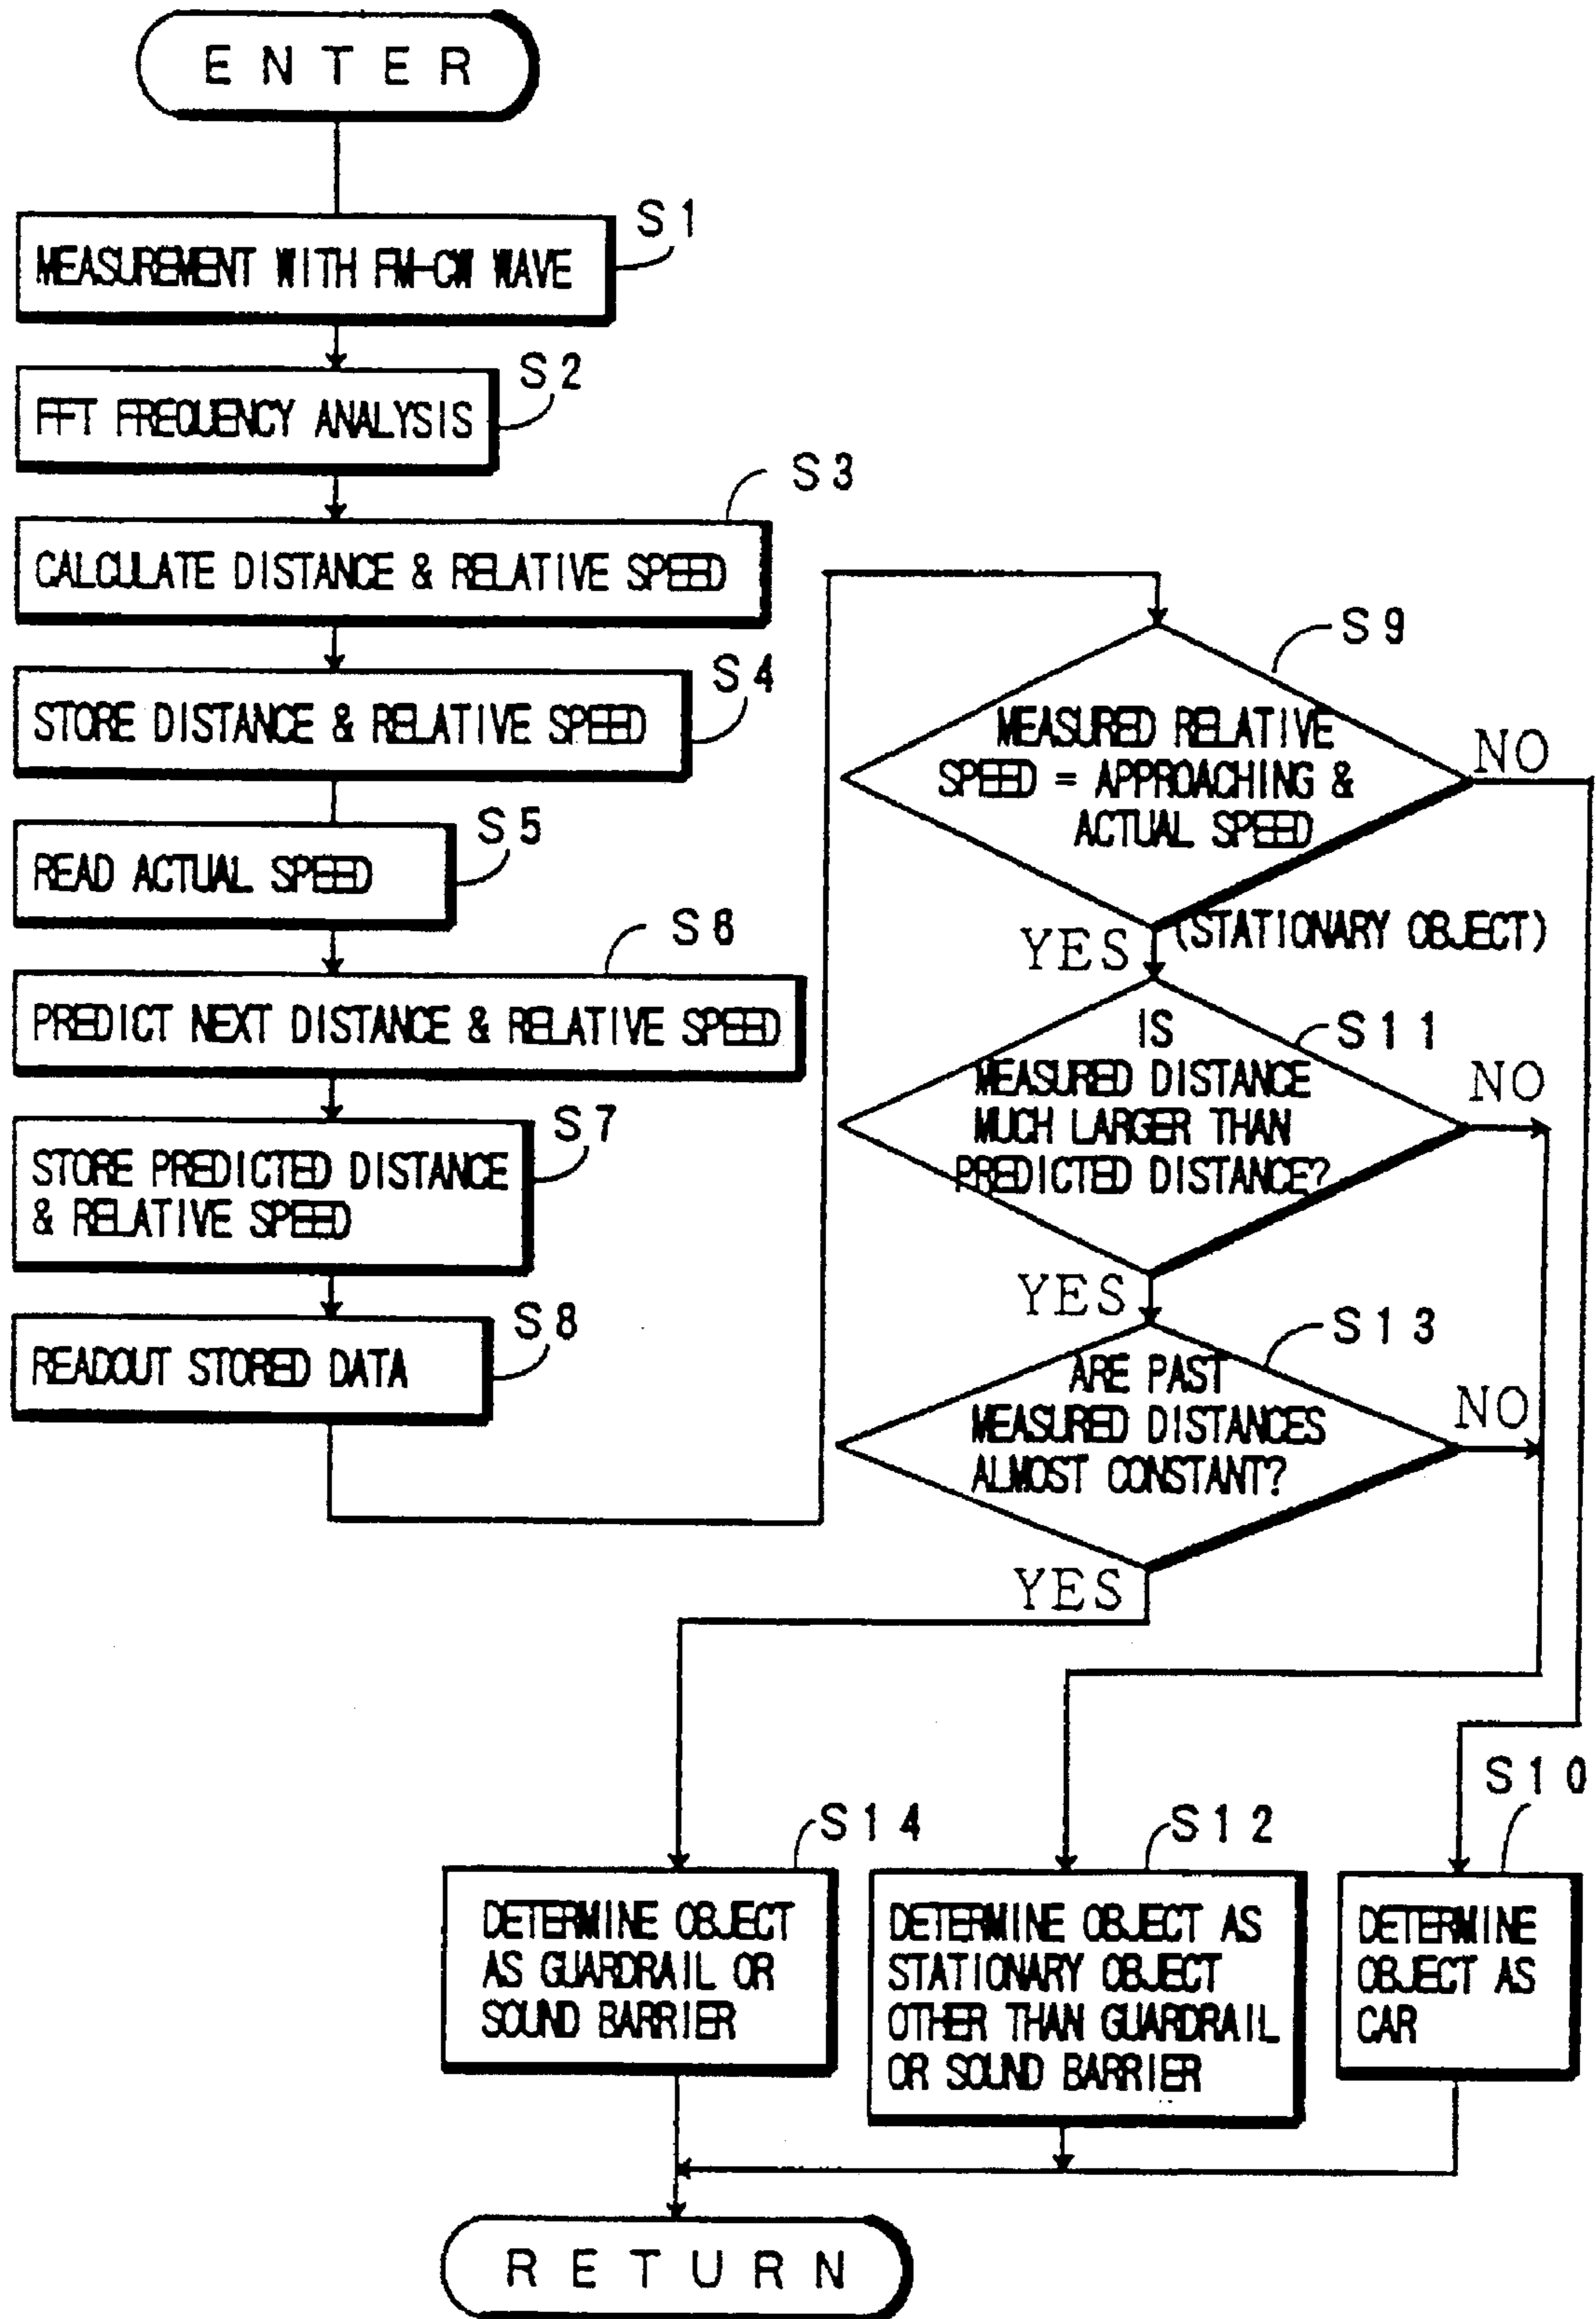 ENTER
S1
MEASUREMENT WITH FM-CW WAVE
S2
FFT FREQUENCY ANALYSIS
S3
CALCULATE DISTANCE & RELATIVE SPEED
S4
STORE DISTANCE & RELATIVE SPEED
S5
READ ACTUAL SPEED
S6
PREDICT NEXT DISTANCE & RELATIVE SPEED
S7
STORE PREDICTED DISTANCE
& RELATIVE SPEED
S8
READOUT STORED DATA
S9
MEASURED RELATIVE
SPEED = APPROACHING &
ACTUAL SPEED
NO
YES
(STATIONARY OBJECT)
S11
IS
MEASURED DISTANCE
MUCH LARGER THAN
PREDICTED DISTANCE?
NO
YES
S13
ARE PAST
MEASURED DISTANCES
ALMOST CONSTANT?
NO
YES
S14
DETERMINE OBJECT
AS GUARDRAIL OR
SOUND BARRIER
S12
DETERMINE OBJECT AS
STATIONARY OBJECT
OTHER THAN GUARDRAIL
OR SOUND BARRIER
S10
DETERMINE
OBJECT AS
CAR
RETURN